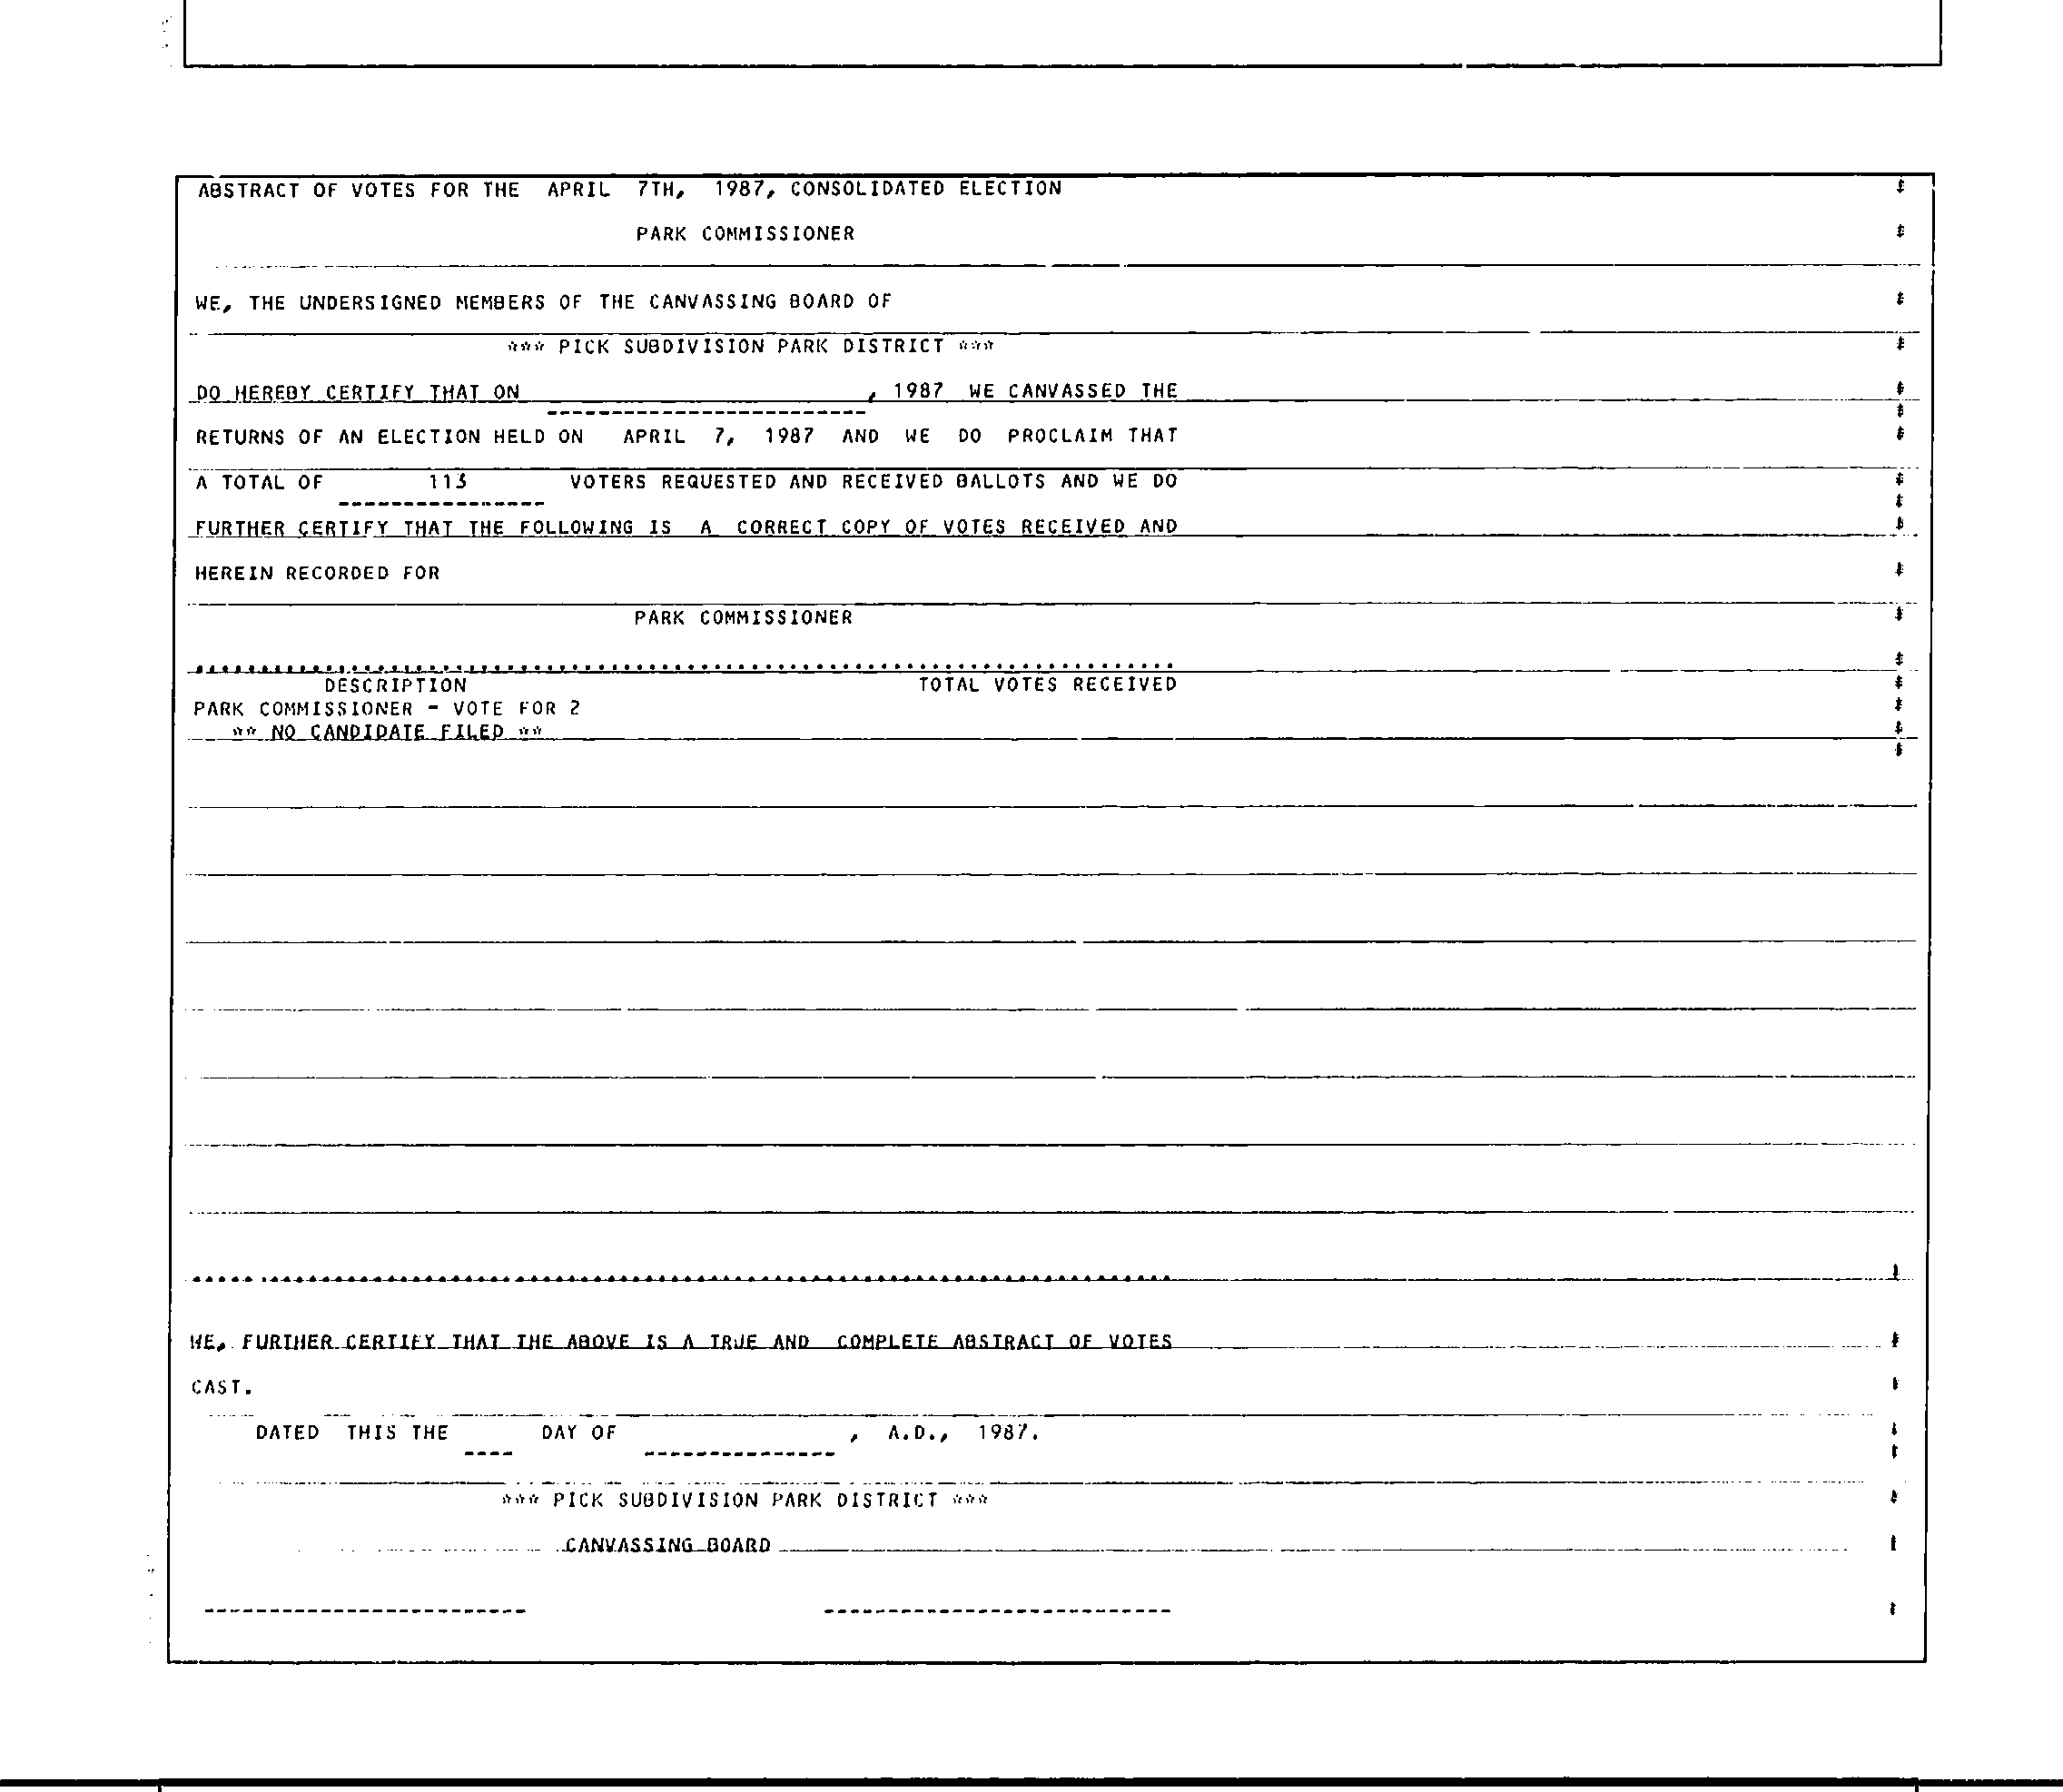 ABSTRACT OF VOTES FOR THE APRIL 7TH, 1987, CONSOLIDATED ELECTION
PARK COMMISSIONER
WE, THE UNDERSIGNED MEMBERS OF THE CANVASSING BOARD OF
*** PICK SUBDIVISION PARK DISTRICT ***
DO HEREBY CERTIFY THAT ON , 1987 WE CANVASSED THE
RETURNS OF AN ELECTION HELD ON APRIL 7, 1987 AND WE DO PROCLAIM THAT
A TOTAL OF 113 VOTERS REQUESTED AND RECEIVED BALLOTS AND WE DO
FURTHER CERTIFY THAT THE FOLLOWING IS A CORRECT COPY OF VOTES RECEIVED AND
HEREIN RECORDED FOR
PARK COMMISSIONER
DESCRIPTION TOTAL VOTES RECEIVED
PARK COMMISSIONER - VOTE FOR 2
** NO CANDIDATE FILED **
WE, FURTHER CERTIFY THAT THE ABOVE IS A TRUE AND COMPLETE ABSTRACT OF VOTES
CAST.
DATED THIS THE ---- DAY OF ---------------, A.D., 1987.
*** PICK SUBDIVISION PARK DISTRICT ***
CANVASSING BOARD